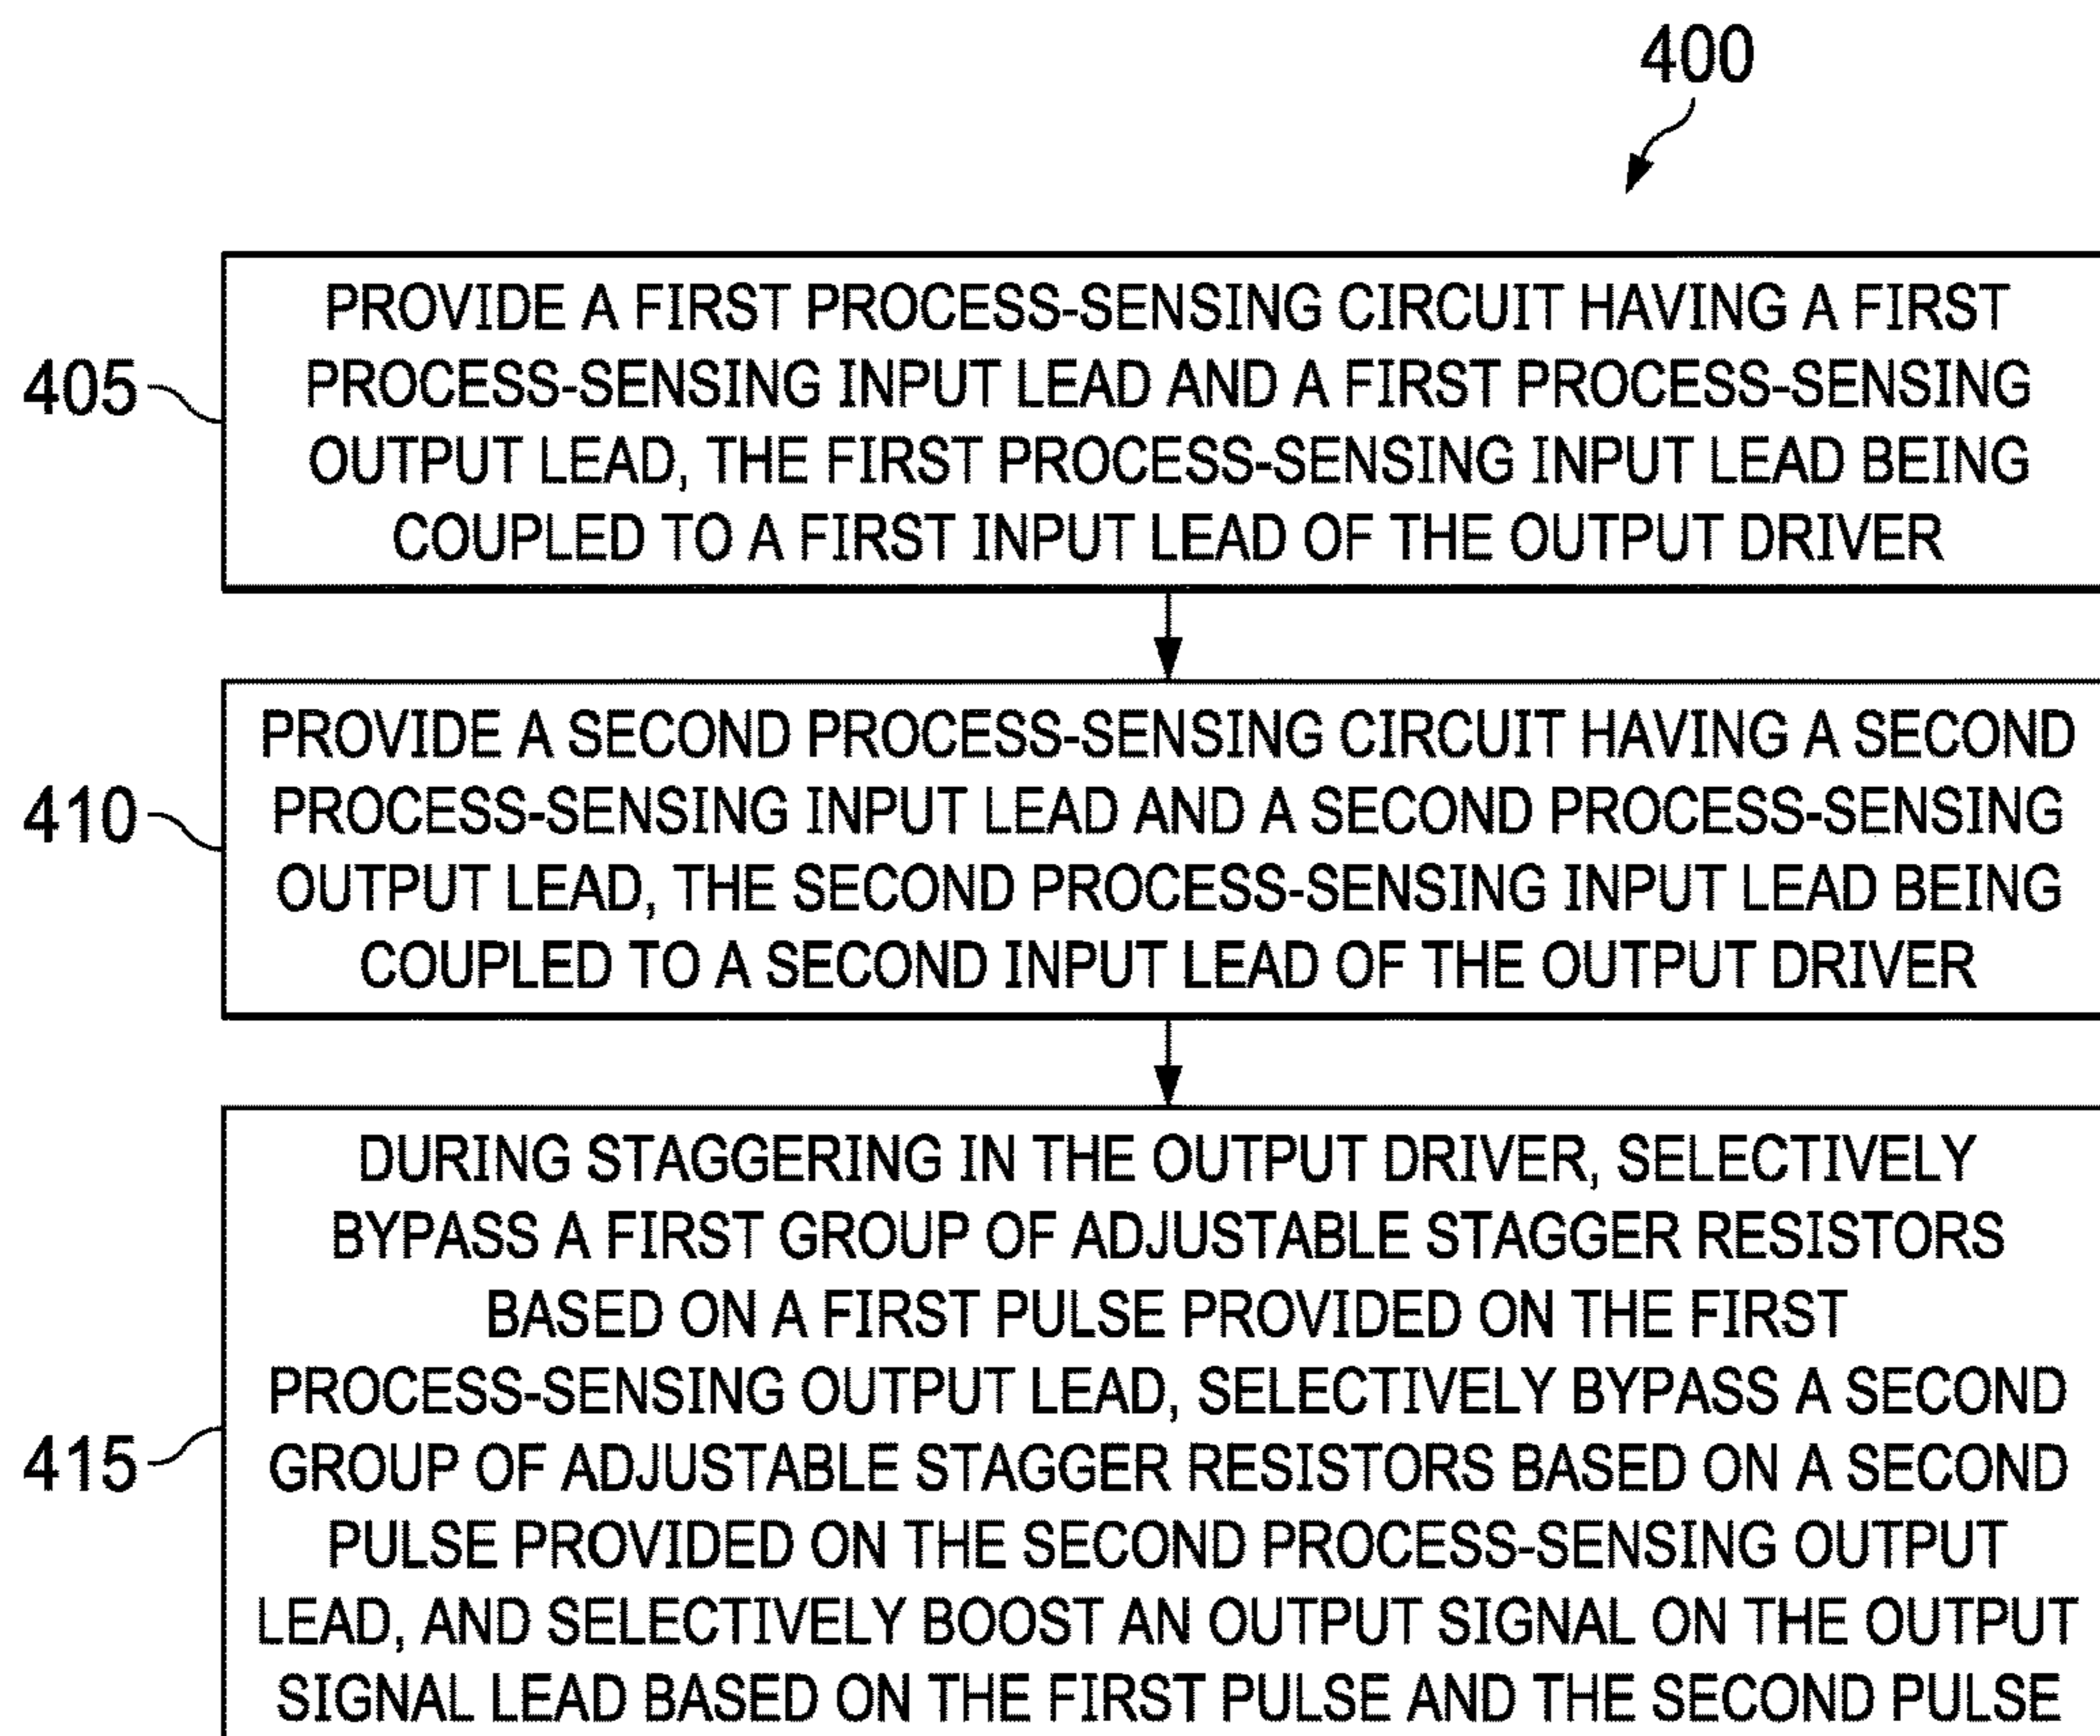 400
405
PROVIDE A FIRST PROCESS-SENSING CIRCUIT HAVING A FIRST
PROCESS-SENSING INPUT LEAD AND A FIRST PROCESS-SENSING
OUTPUT LEAD, THE FIRST PROCESS-SENSING INPUT LEAD BEING
COUPLED TO A FIRST INPUT LEAD OF THE OUTPUT DRIVER
410
PROVIDE A SECOND PROCESS-SENSING CIRCUIT HAVING A SECOND
PROCESS-SENSING INPUT LEAD AND A SECOND PROCESS-SENSING
OUTPUT LEAD, THE SECOND PROCESS-SENSING INPUT LEAD BEING
COUPLED TO A SECOND INPUT LEAD OF THE OUTPUT DRIVER
415
DURING STAGGERING IN THE OUTPUT DRIVER, SELECTIVELY
BYPASS A FIRST GROUP OF ADJUSTABLE STAGGER RESISTORS
BASED ON A FIRST PULSE PROVIDED ON THE FIRST
PROCESS-SENSING OUTPUT LEAD, SELECTIVELY BYPASS A SECOND
GROUP OF ADJUSTABLE STAGGER RESISTORS BASED ON A SECOND
PULSE PROVIDED ON THE SECOND PROCESS-SENSING OUTPUT
LEAD, AND SELECTIVELY BOOST AN OUTPUT SIGNAL ON THE OUTPUT
SIGNAL LEAD BASED ON THE FIRST PULSE AND THE SECOND PULSE